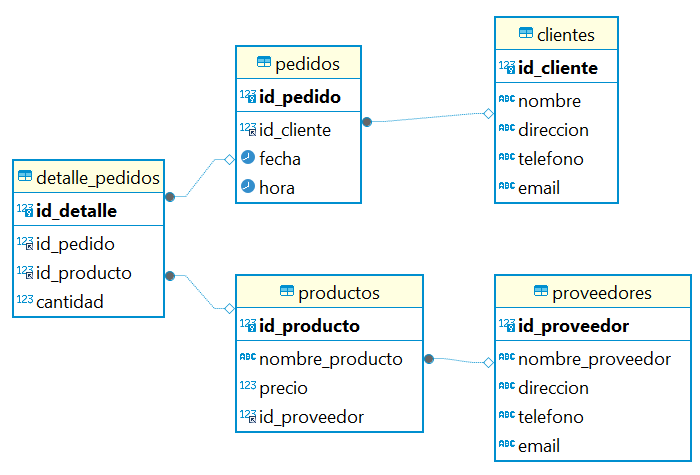 clientes
123 id_cliente
ABC nombre
ABC direccion
ABC telefono
ABC email
pedidos
123 id_pedido
123 id_cliente
fecha
hora
detalle_pedidos
123 id_detalle
123 id_pedido
123 id_producto
123 cantidad
productos
123 id_producto
ABC nombre_producto
123 precio
123 id_proveedor
proveedores
123 id_proveedor
ABC nombre_proveedor
ABC direccion
ABC telefono
ABC email